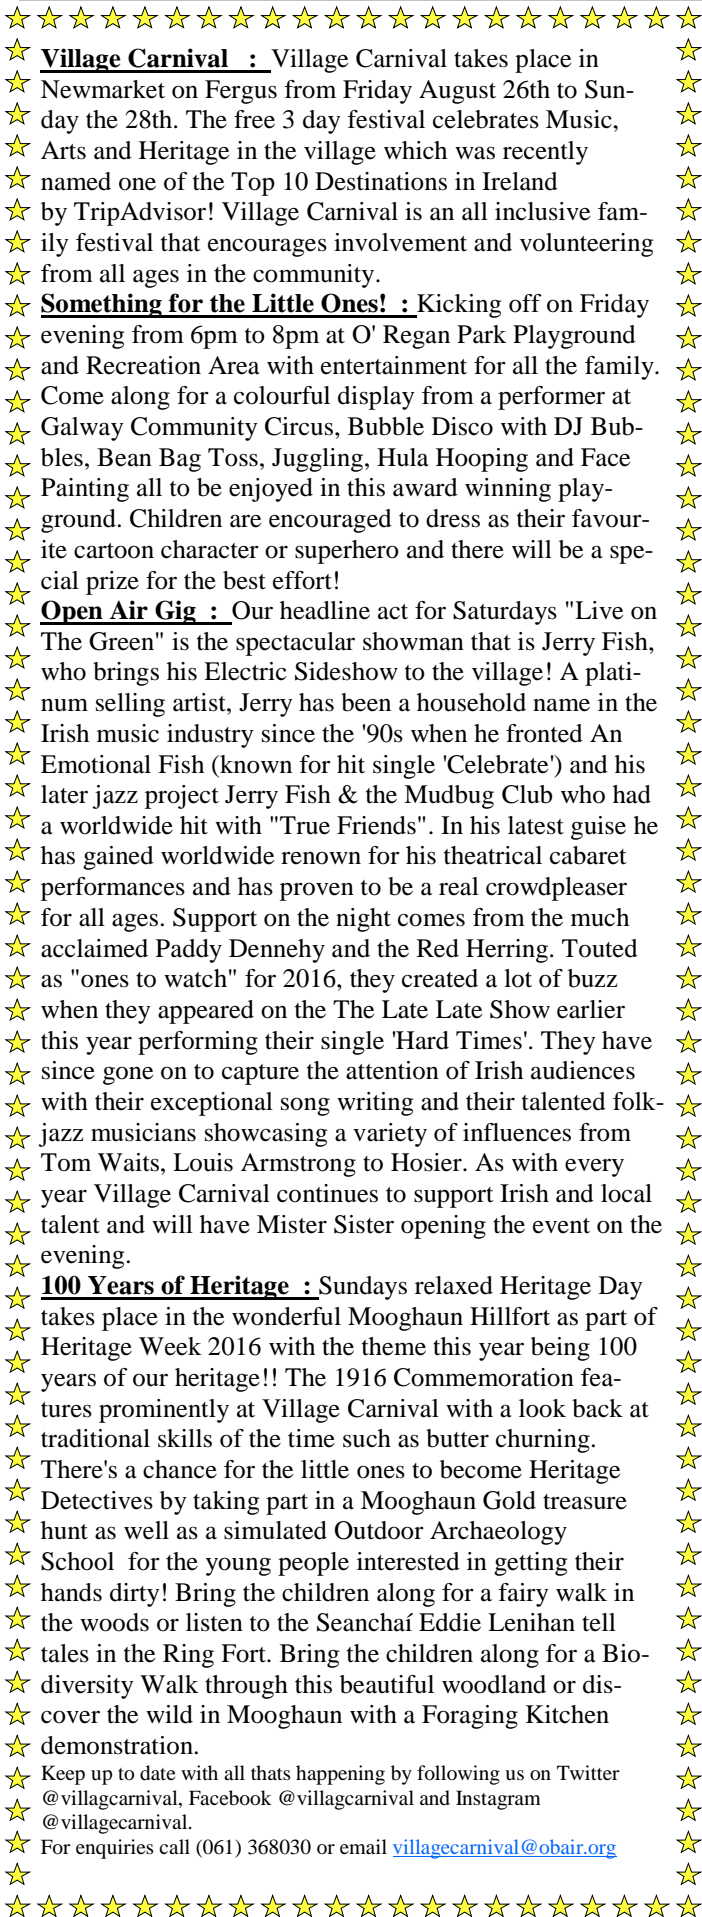 Village Carnival : Village Carnival takes place in
Newmarket on Fergus from Friday August 26th to Sun-
day the 28th. The free 3 day festival celebrates Music,
Arts and Heritage in the village which was recently
named one of the Top 10 Destinations in Ireland
by TripAdvisor! Village Carnival is an all inclusive fam-
ily festival that encourages involvement and volunteering
from all ages in the community.
Something for the Little Ones! : Kicking off on Friday
evening from 6pm to 8pm at O' Regan Park Playground
and Recreation Area with entertainment for all the family.
Come along for a colourful display from a performer at
Galway Community Circus, Bubble Disco with DJ Bub-
bles, Bean Bag Toss, Juggling, Hula Hooping and Face
Painting all to be enjoyed in this award winning play-
ground. Children are encouraged to dress as their favour-
ite cartoon character or superhero and there will be a spe-
cial prize for the best effort!
Open Air Gig : Our headline act for Saturdays "Live on
The Green" is the spectacular showman that is Jerry Fish,
who brings his Electric Sideshow to the village! A plati-
num selling artist, Jerry has been a household name in the
Irish music industry since the '90s when he fronted An
Emotional Fish (known for hit single 'Celebrate') and his
later jazz project Jerry Fish & the Mudbug Club who had
a worldwide hit with "True Friends". In his latest guise he
has gained worldwide renown for his theatrical cabaret
performances and has proven to be a real crowdpleaser
for all ages. Support on the night comes from the much
acclaimed Paddy Dennehy and the Red Herring. Touted
as "ones to watch" for 2016, they created a lot of buzz
when they appeared on the The Late Late Show earlier
this year performing their single 'Hard Times'. They have
since gone on to capture the attention of Irish audiences
with their exceptional song writing and their talented folk-
jazz musicians showcasing a variety of influences from
Tom Waits, Louis Armstrong to Hosier. As with every
year Village Carnival continues to support Irish and local
talent and will have Mister Sister opening the event on the
evening.
100 Years of Heritage : Sundays relaxed Heritage Day
takes place in the wonderful Mooghaun Hillfort as part of
Heritage Week 2016 with the theme this year being 100
years of our heritage!! The 1916 Commemoration fea-
tures prominently at Village Carnival with a look back at
traditional skills of the time such as butter churning.
There's a chance for the little ones to become Heritage
Detectives by taking part in a Mooghaun Gold treasure
hunt as well as a simulated Outdoor Archaeology
School for the young people interested in getting their
hands dirty! Bring the children along for a fairy walk in
the woods or listen to the Seanchaí Eddie Lenihan tell
tales in the Ring Fort. Bring the children along for a Bio-
diversity Walk through this beautiful woodland or dis-
cover the wild in Mooghaun with a Foraging Kitchen
demonstration.
Keep up to date with all thats happening by following us on Twitter
@villagcarnival, Facebook @villagcarnival and Instagram
@villagecarnival.
For enquiries call (061) 368030 or email villagecarnival@obair.org